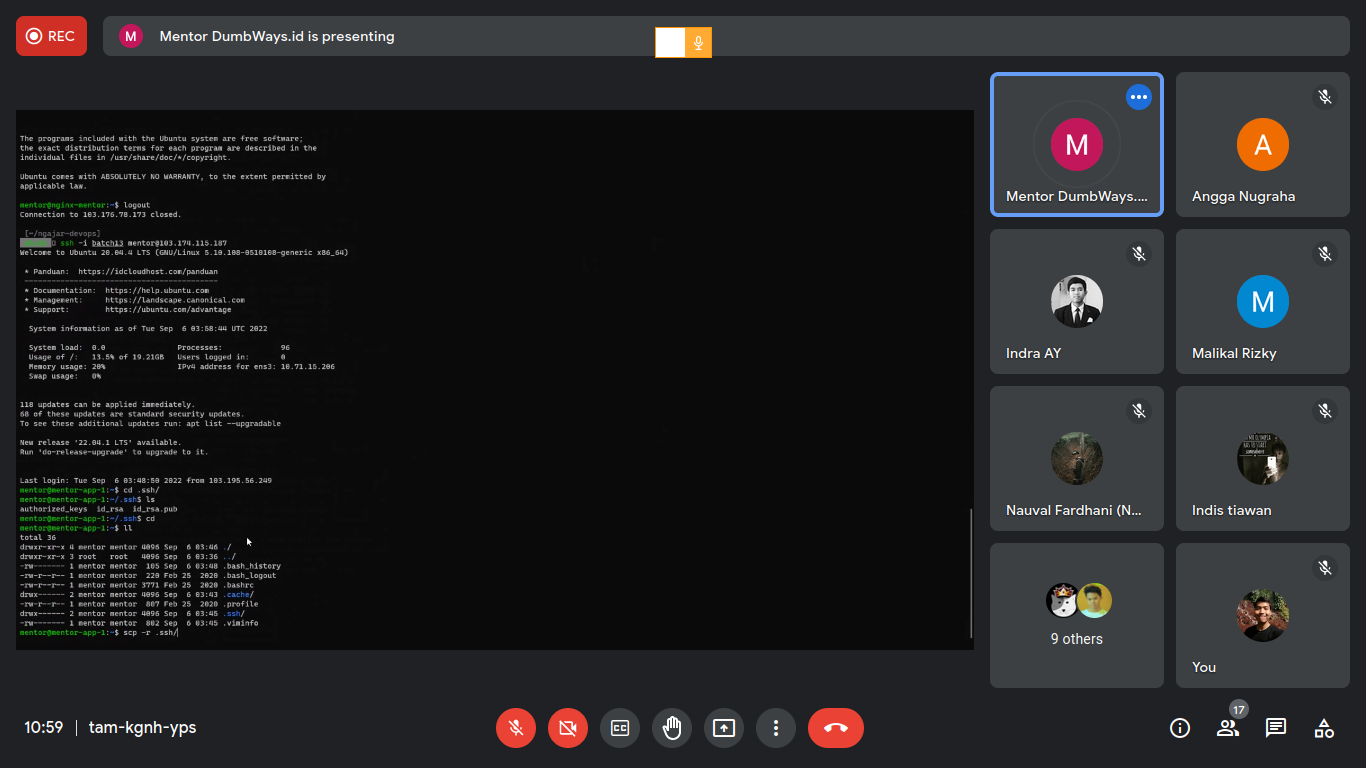 REC
M
Mentor DumbWays.id is presenting
The programs included with the Ubuntu system are free software;
the exact distribution terms for each program are described in the
individual files in /usr/share/doc/*/copyright.
Ubuntu comes with ABSOLUTELY NO WARRANTY, to the extent permitted by
applicable law.
mentor@nginx-mentor:~$ logout
Connection to 103.176.78.173 closed.
[~/ngajar-devops]
ssh -i batch13 mentor@103.174.115.187
Welcome to Ubuntu 20.04.4 LTS (GNU/Linux 5.10.108-0510108-generic x86_64)
* Panduan: https://idcloudhost.com/panduan
-------------------------------------------
* Documentation: https://help.ubuntu.com
* Management: https://landscape.canonical.com
* Support: https://ubuntu.com/advantage
System information as of Tue Sep 6 03:58:44 UTC 2022
System load: 0.0 Processes: 96
Usage of /: 13.5% of 19.21GB Users logged in: 0
Memory usage: 20% IPv4 address for ens3: 10.71.15.206
Swap usage: 0%
118 updates can be applied immediately.
68 of these updates are standard security updates.
To see these additional updates run: apt list --upgradable
New release '22.04.1 LTS' available.
Run 'do-release-upgrade' to upgrade to it.
Last login: Tue Sep 6 03:48:50 2022 from 103.195.56.249
mentor@mentor-app-1:~$ cd .ssh/
mentor@mentor-app-1:~/.ssh$ ls
authorized_keys id_rsa id_rsa.pub
mentor@mentor-app-1:~/.ssh$ cd
mentor@mentor-app-1:~$ ll
total 36
drwxr-xr-x 4 mentor mentor 4096 Sep 6 03:46 ./
drwxr-xr-x 3 root root 4096 Sep 6 03:36 ../
-rw------- 1 mentor mentor 105 Sep 6 03:48 .bash_history
-rw-r--r-- 1 mentor mentor 220 Feb 25 2020 .bash_logout
-rw-r--r-- 1 mentor mentor 3771 Feb 25 2020 .bashrc
drwx------ 2 mentor mentor 4096 Sep 6 03:43 .cache/
-rw-r--r-- 1 mentor mentor 807 Feb 25 2020 .profile
drwx------ 2 mentor mentor 4096 Sep 6 03:45 .ssh/
-rw------- 1 mentor mentor 802 Sep 6 03:45 .viminfo
mentor@mentor-app-1:~$ scp -r .ssh/
M
Mentor DumbWays....
A
Angga Nugraha
Indra AY
M
Malikal Rizky
Nauval Fardhani (N...
Indis tiawan
9 others
You
10:59 | tam-kgnh-yps
CC
17